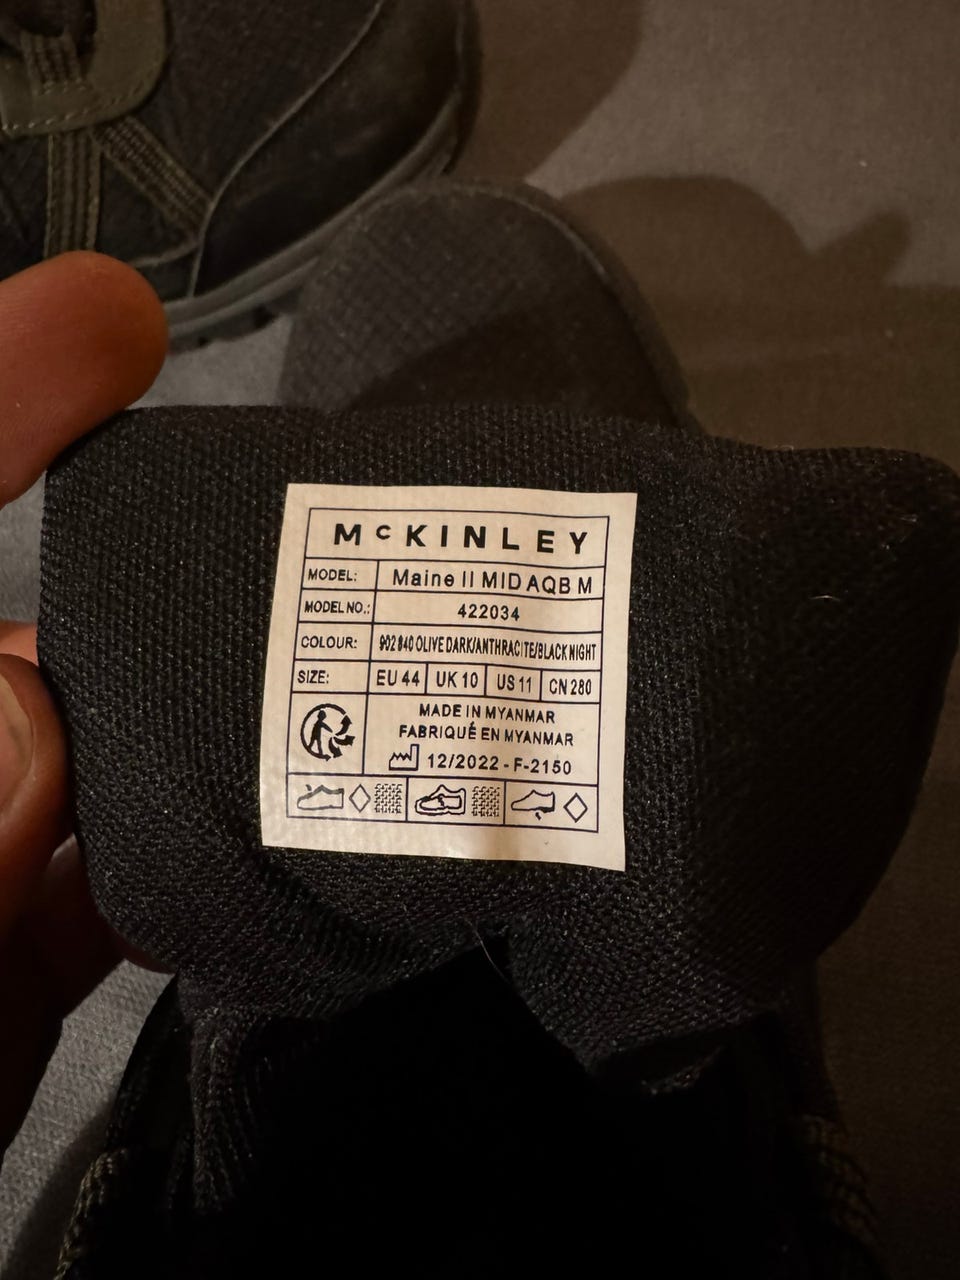 McKINLEY
MODEL: Maine II MID AQB M
MODEL NO.: 422034
COLOUR: 902 840 OLIVE DARK/ANTHRACITE/BLACK NIGHT
SIZE: EU 44 UK 10 US 11 CN 280
MADE IN MYANMAR
FABRIQUÉ EN MYANMAR
12/2022 - F-2150